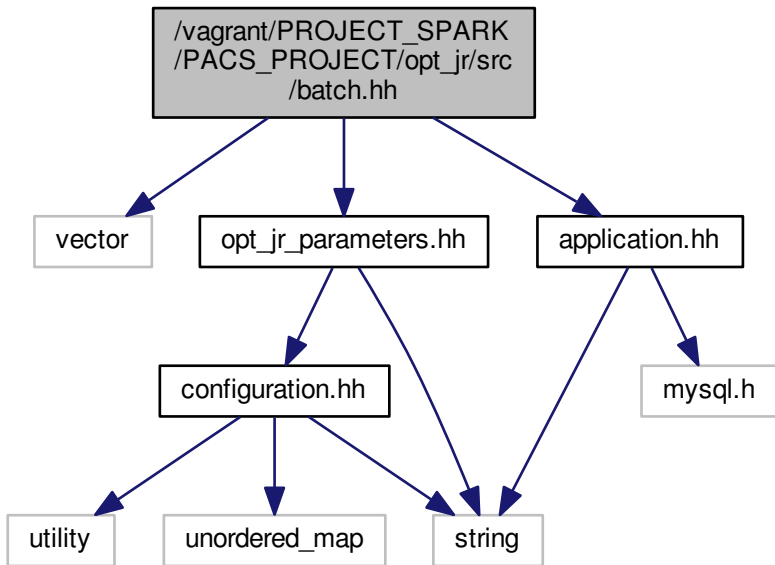 /vagrant/PROJECT_SPARK
/PACS_PROJECT/opt_jr/src
/batch.hh
vector
opt_jr_parameters.hh
application.hh
configuration.hh
mysql.h
utility
unordered_map
string